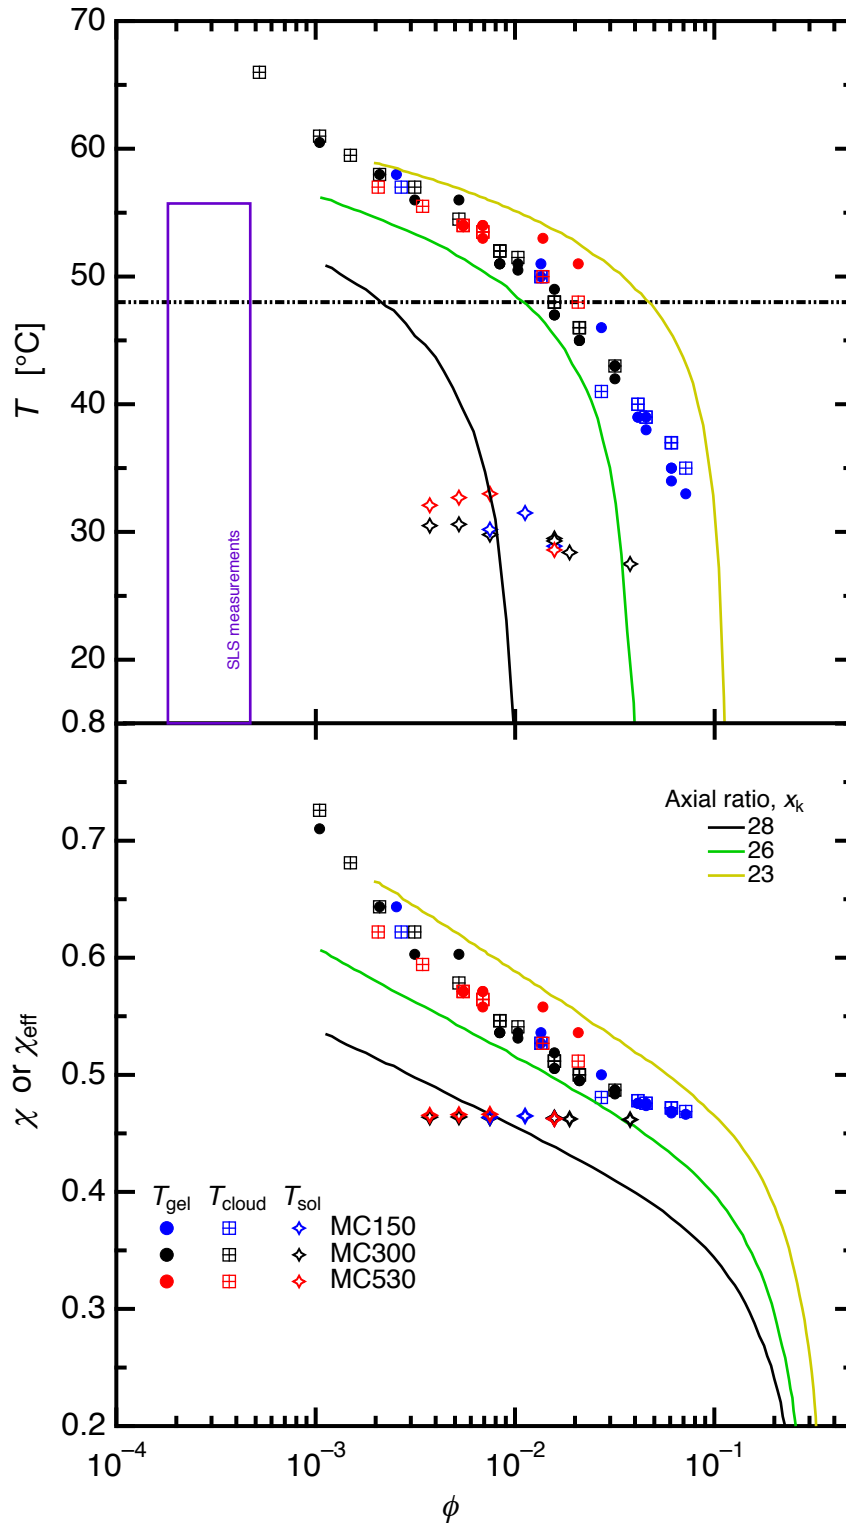 70
60
50
40
30
20
T [°C]
SLS measurements
0.8
0.7
0.6
0.5
0.4
0.3
0.2
χ or χeff
Axial ratio, xk
28
26
23
Tgel Tcloud Tsol
MC150
MC300
MC530
10⁻⁴ 10⁻³ 10⁻² 10⁻¹
ϕ